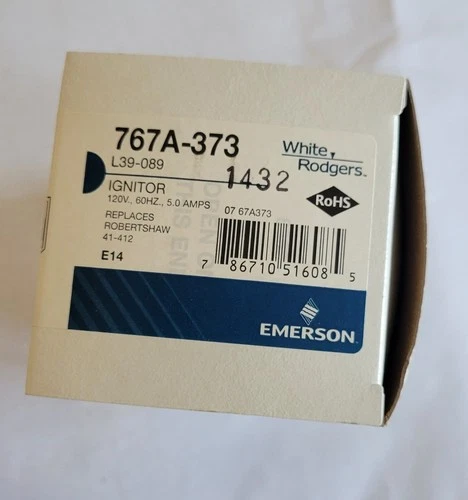 767A-373
L39-089
White
Rodgers™
1432
IGNITOR
120V., 60HZ., 5.0 AMPS
07 67A373
RoHS
REPLACES
ROBERTSHAW
41-412
E14
7 86710 51608 5
EMERSON